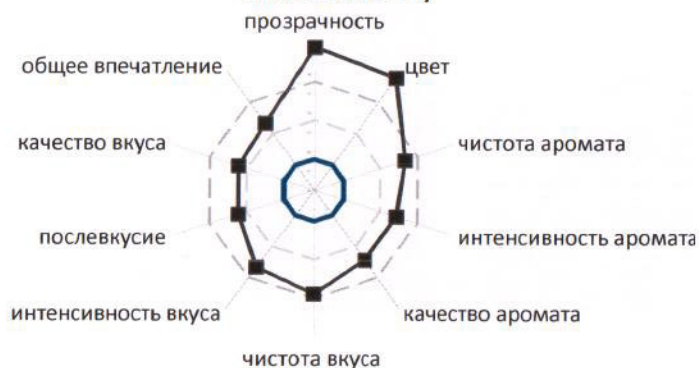 прозрачность
общее впечатление
цвет
качество вкуса
чистота аромата
послевкусие
интенсивность аромата
интенсивность вкуса
качество аромата
чистота вкуса